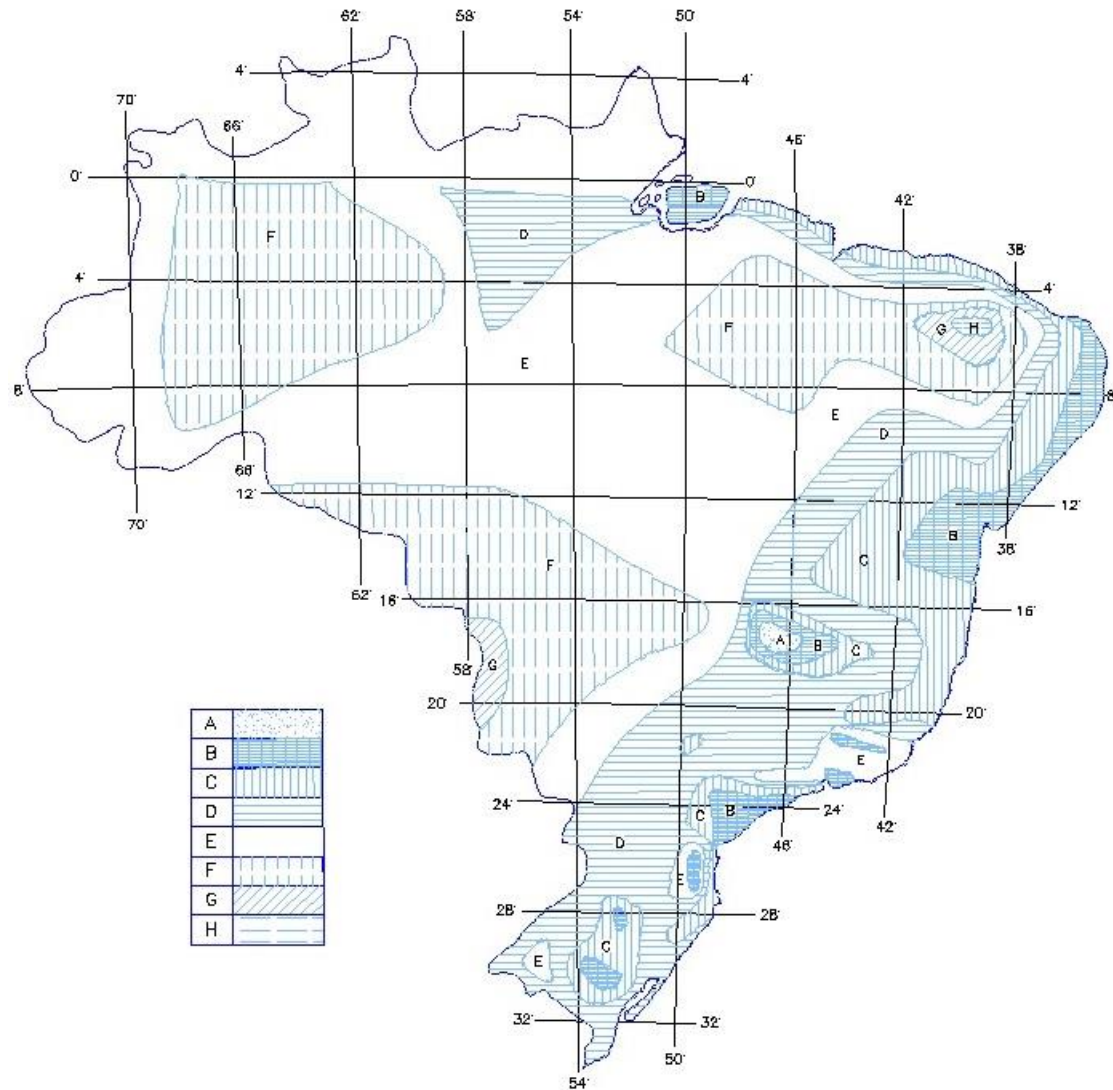 62' 58' 54' 50'
4' 4'
70'
66' 46'
0' 0'
B
42'
F D
38'
4' 4'
F G H
E
8' 8
E
D
66'
12' 12'
70'
B
38'
F C
62'
16' 16'
A B C
58'
G
20' 20'
A
E
B
C
24' B 24'
C
42'
D
46'
D
E
E
28' 28'
F
C
G
E
H
32' 32'
50'
54'